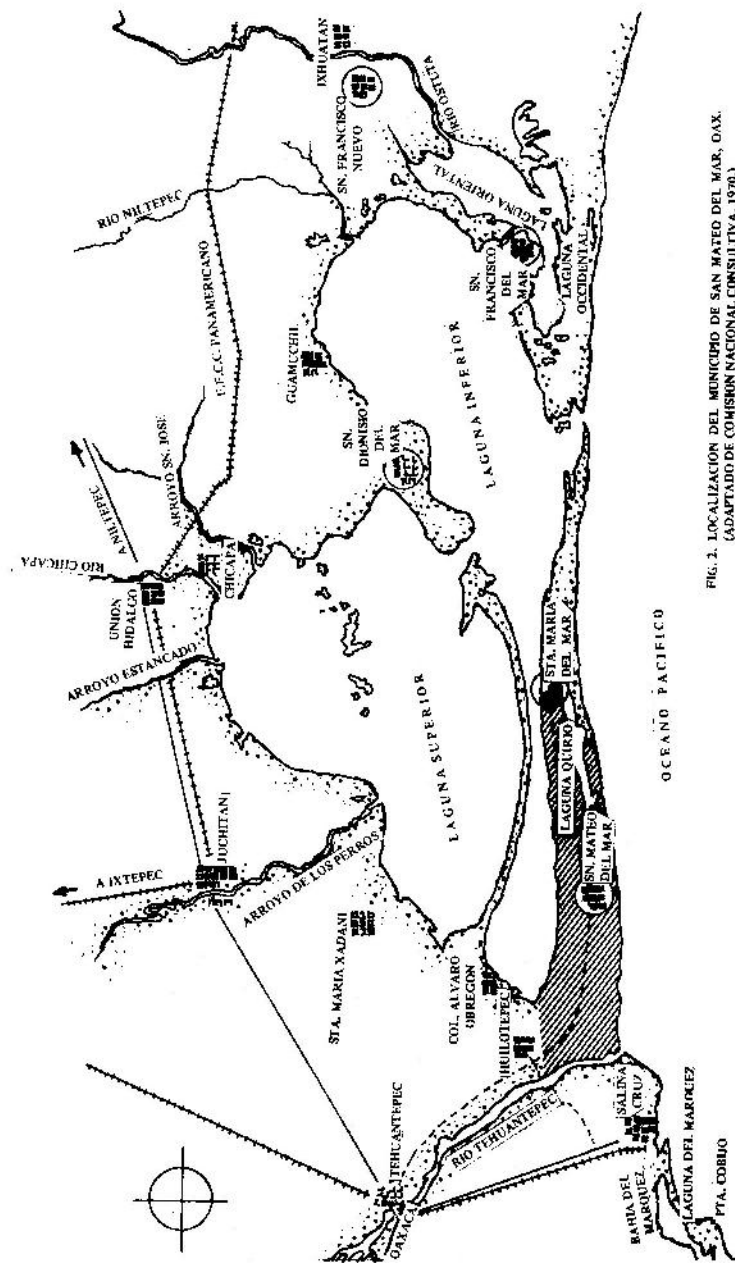 RIO NILTEPEC
IXHUATAN
SN. FRANCISCO
NUEVO
RIO OSTUTA
F.F.C.C. PANAMERICANO
A NILTEPEC
ARROYO SN. JOSE
RIO CHICAPA
CHICAPA
UNION
HIDALGO
ARROYO ESTANCADO
GUAMUCHIL
SN.
DIONISIO
DEL
MAR
LAGUNA ORIENTAL
SN.
FRANCISCO
DEL
MAR
LAGUNA
OCCIDENTAL
LAGUNA INFERIOR
LAGUNA SUPERIOR
A IXTEPEC
JUCHITAN
ARROYO DE LOS PERROS
STA. MARIA XADANI
COL. ALVARO
OBREGON
HUILOTEPEC
TEHUANTEPEC
OAXACA
RIO TEHUANTEPEC
SALINA
CRUZ
BAHIA DEL
MARQUEZ
LAGUNA DEL MARQUEZ
PTA. COBIJO
STA. MARIA
DEL MAR
LAGUNA QUIRIO
SN. MATEO
DEL MAR
OCEANO PACIFICO
FIG. 2. LOCALIZACION DEL MUNICIPIO DE SAN MATEO DEL MAR, OAX.
(ADAPTADO DE COMISION NACIONAL CONSULTIVA, 1970.)